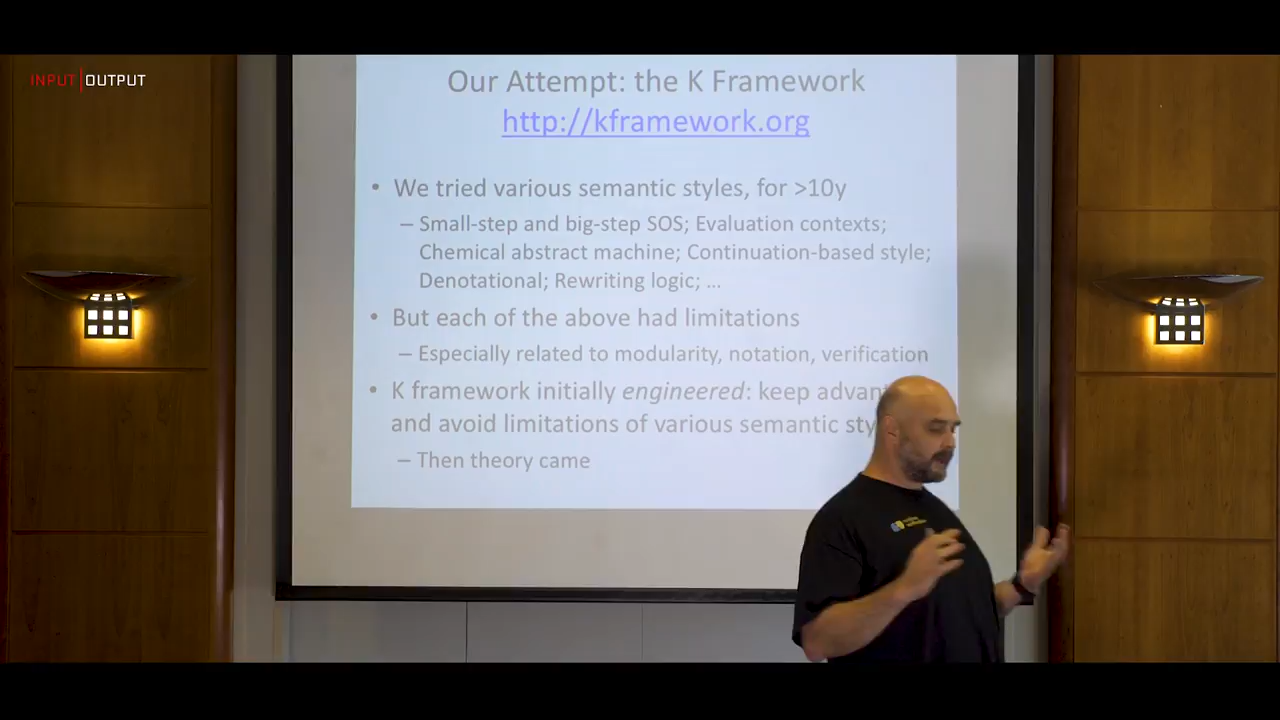 INPUT|OUTPUT
Our Attempt: the K Framework
http://kframework.org
• We tried various semantic styles, for >10y
– Small-step and big-step SOS; Evaluation contexts;
Chemical abstract machine; Continuation-based style;
Denotational; Rewriting logic; ...
• But each of the above had limitations
– Especially related to modularity, notation, verification
• K framework initially engineered: keep advan
and avoid limitations of various semantic sty
– Then theory came